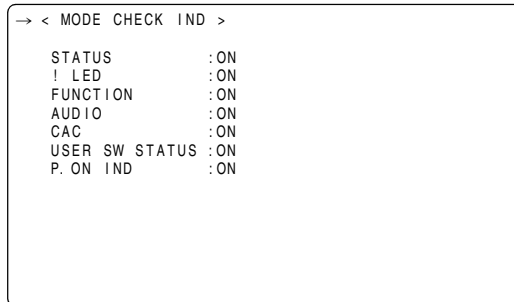 → < MODE CHECK IND >
STATUS :ON
! LED :ON
FUNCTION :ON
AUDIO :ON
CAC :ON
USER SW STATUS :ON
P. ON IND :ON